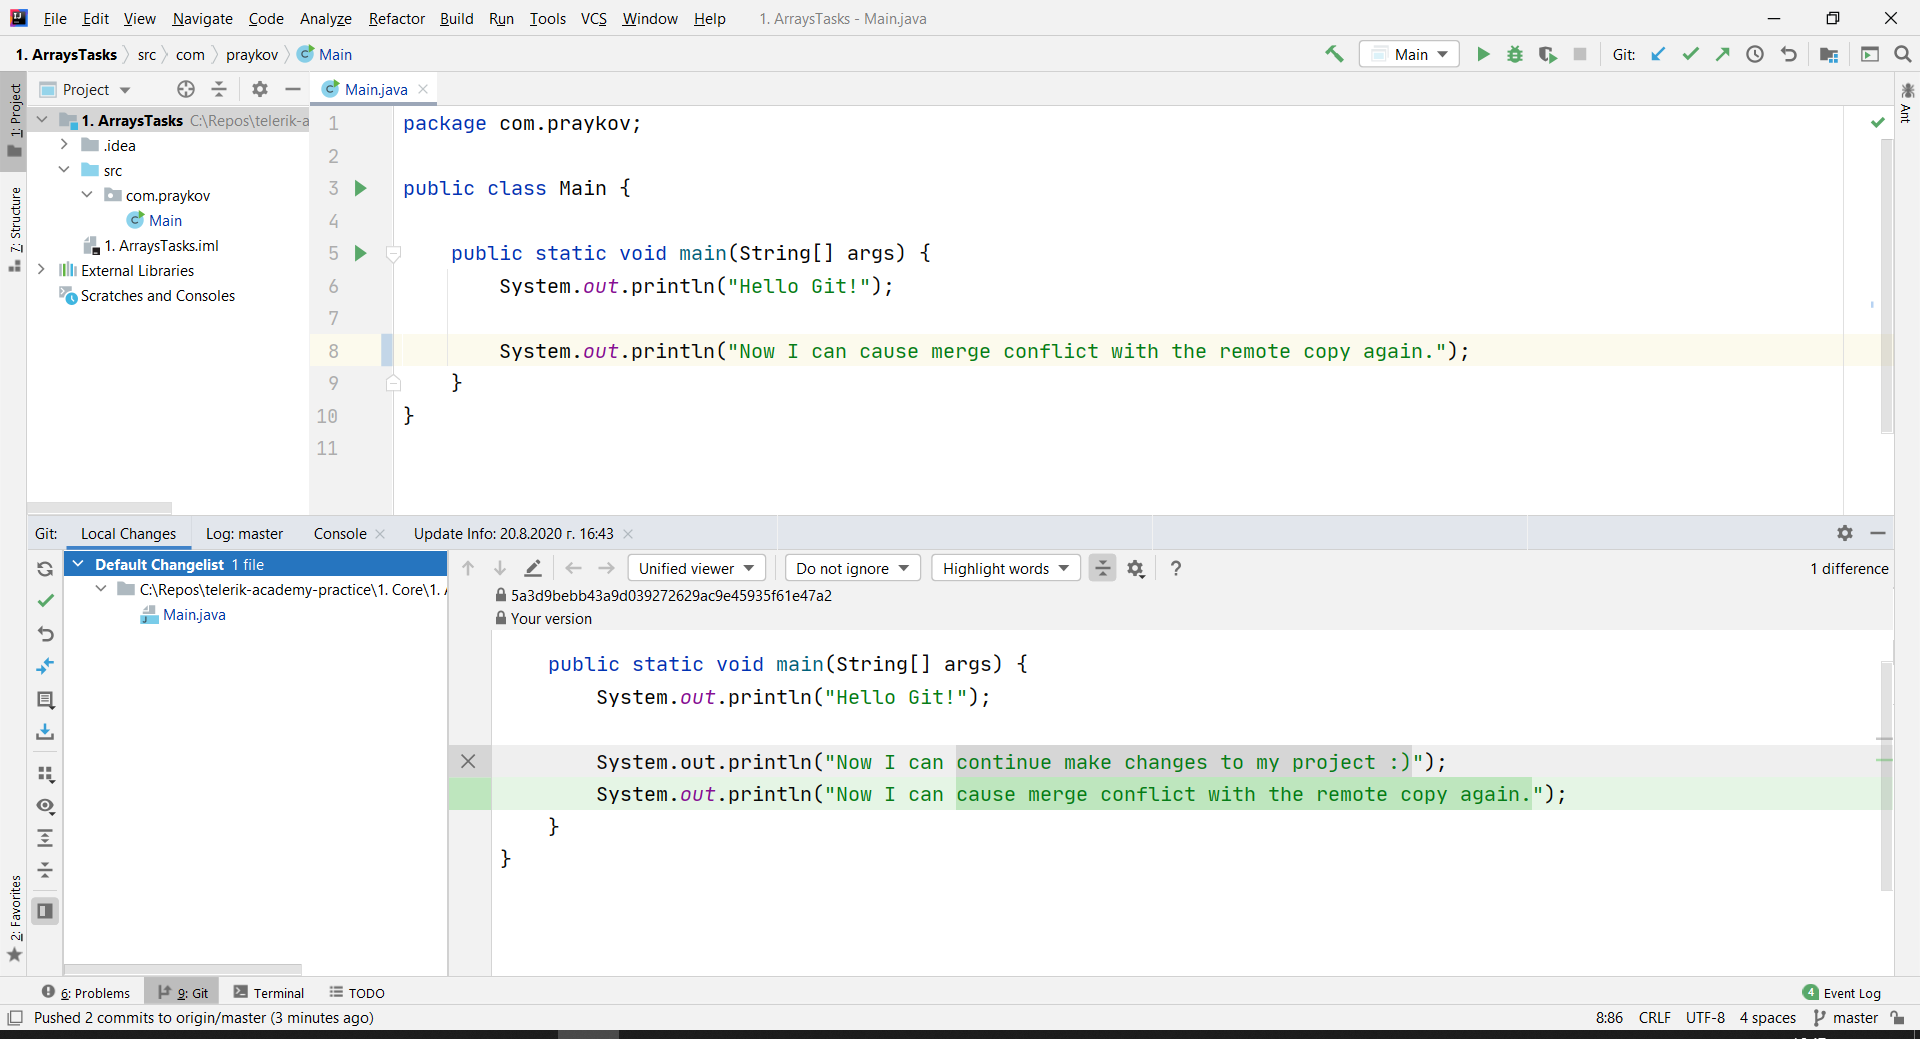 File Edit View Navigate Code Analyze Refactor Build Run Tools VCS Window Help 1. ArraysTasks - Main.java
1. ArraysTasks src com praykov Main
Main
Git:
1: Project
7: Structure
2: Favorites
Ant
Project
Main.java
1. ArraysTasks C:\Repos\telerik-a
.idea
src
com.praykov
Main
1. ArraysTasks.iml
External Libraries
Scratches and Consoles
1 package com.praykov;
2
3 public class Main {
4
5 public static void main(String[] args) {
6 System.out.println("Hello Git!");
7
8 System.out.println("Now I can cause merge conflict with the remote copy again.");
9 }
10 }
11
Git: Local Changes Log: master Console Update Info: 20.8.2020 г. 16:43
Default Changelist 1 file
C:\Repos\telerik-academy-practice\1. Core\1. A
Main.java
Unified viewer Do not ignore Highlight words ? 1 difference
5a3d9bebb43a9d039272629ac9e45935f61e47a2
Your version
public static void main(String[] args) {
System.out.println("Hello Git!");
System.out.println("Now I can continue make changes to my project :)");
System.out.println("Now I can cause merge conflict with the remote copy again.");
}
}
6: Problems 9: Git Terminal TODO 4 Event Log
Pushed 2 commits to origin/master (3 minutes ago) 8:86 CRLF UTF-8 4 spaces master